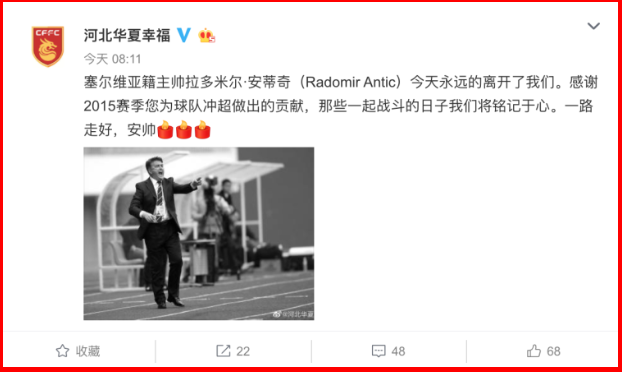 CFFC
河北华夏幸福
今天 08:11
塞尔维亚籍主帅拉多米尔·安蒂奇（Radomir Antic）今天永远的离开了我们。感谢
2015赛季您为球队冲超做出的贡献，那些一起战斗的日子我们将铭记于心。一路
走好，安帅
@河北华夏
收藏
22
48
68